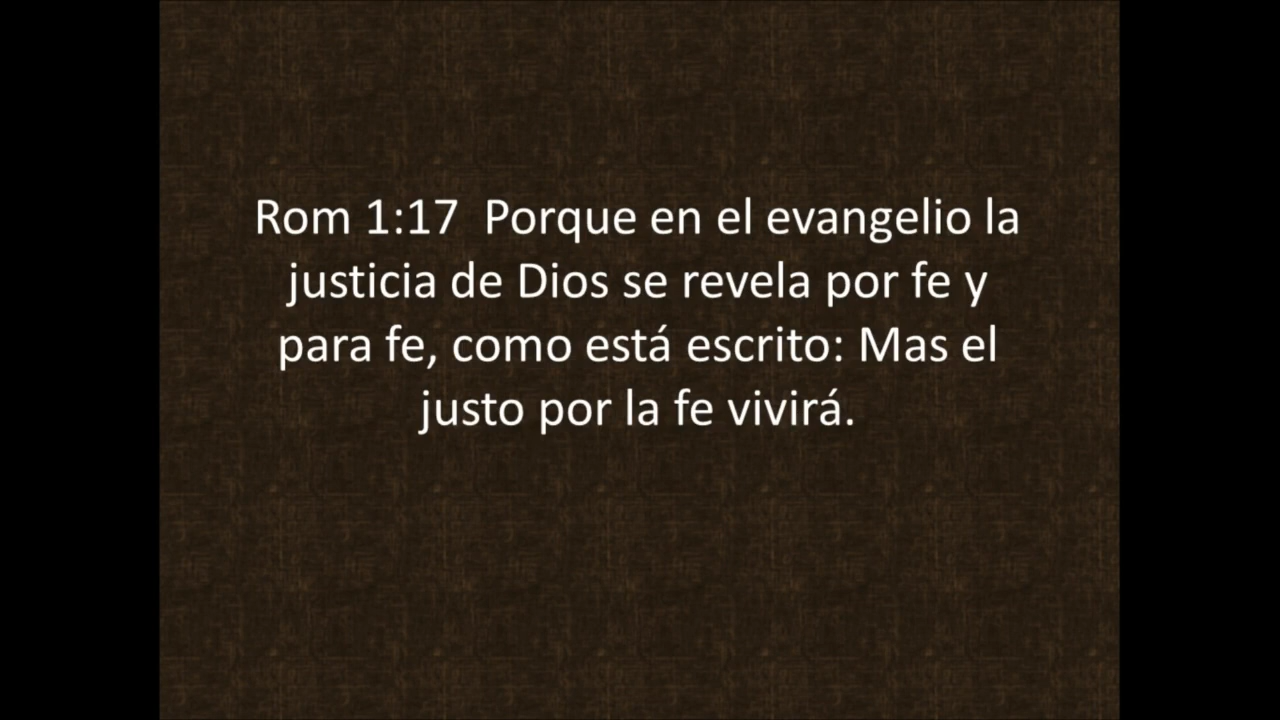 Rom 1:17  Porque en el evangelio la
justicia de Dios se revela por fe y
para fe, como está escrito: Mas el
justo por la fe vivirá.